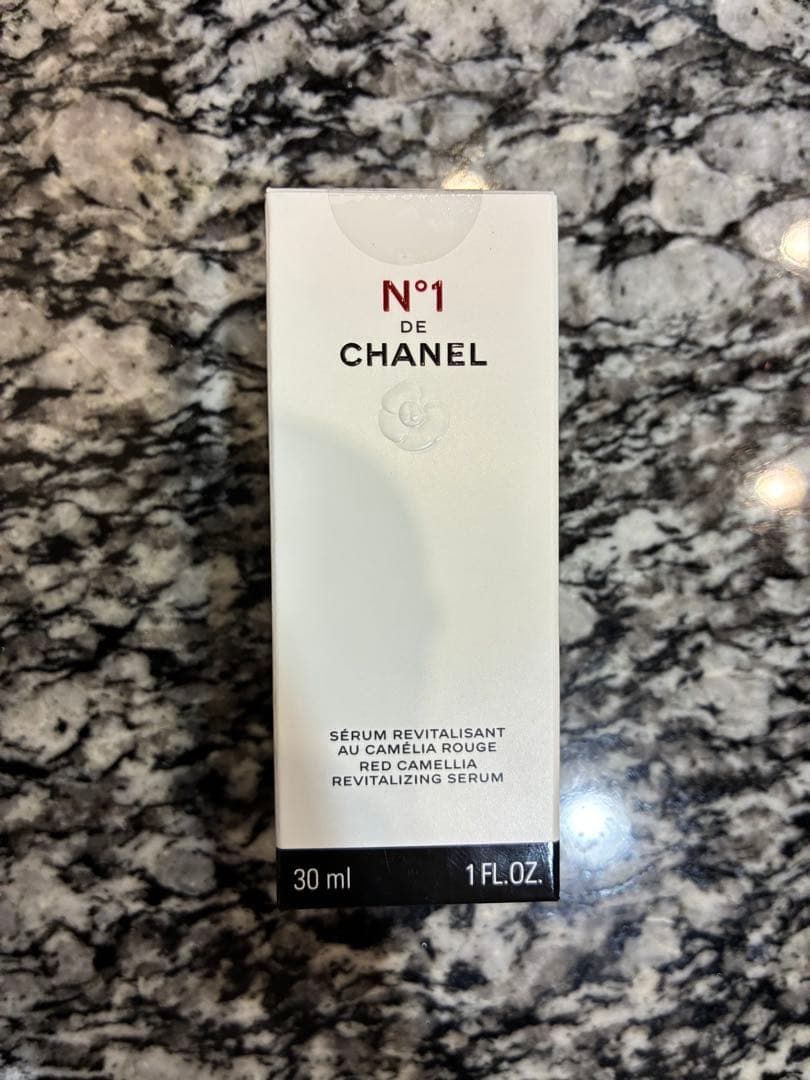 N°1
DE
CHANEL
SÉRUM REVITALISANT
AU CAMÉLIA ROUGE
RED CAMELLIA
REVITALIZING SERUM
30 ml 1 FL.OZ.